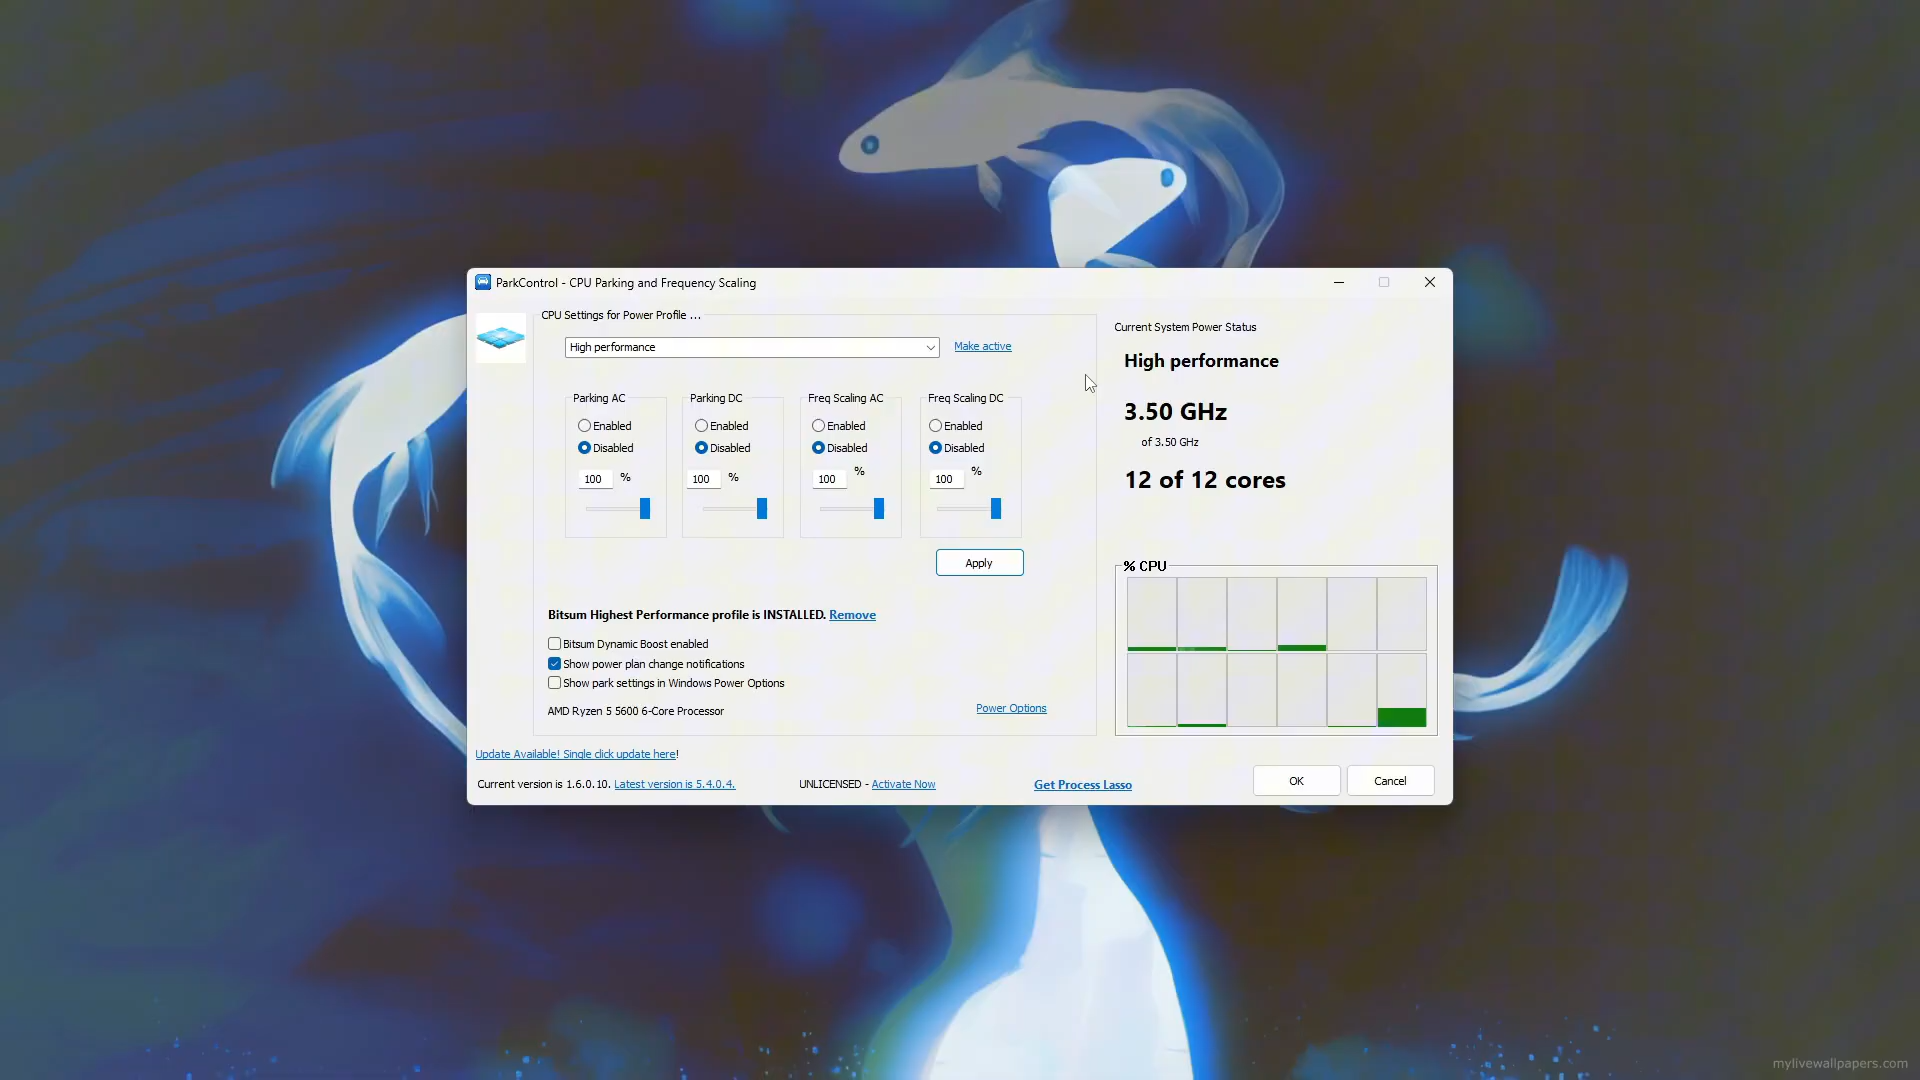 ParkControl - CPU Parking and Frequency Scaling
CPU Settings for Power Profile ...
High performance
Make active
Parking AC
Enabled
Disabled
100 %
Parking DC
Enabled
Disabled
100 %
Freq Scaling AC
Enabled
Disabled
100 %
Freq Scaling DC
Enabled
Disabled
100 %
Apply
Bitsum Highest Performance profile is INSTALLED. Remove
Bitsum Dynamic Boost enabled
Show power plan change notifications
Show park settings in Windows Power Options
AMD Ryzen 5 5600 6-Core Processor
Power Options
Current System Power Status
High performance
3.50 GHz
of 3.50 GHz
12 of 12 cores
% CPU
Update Available! Single click update here!
Current version is 1.6.0.10. Latest version is 5.4.0.4.
UNLICENSED - Activate Now
Get Process Lasso
OK
Cancel
mylivewallpapers.com